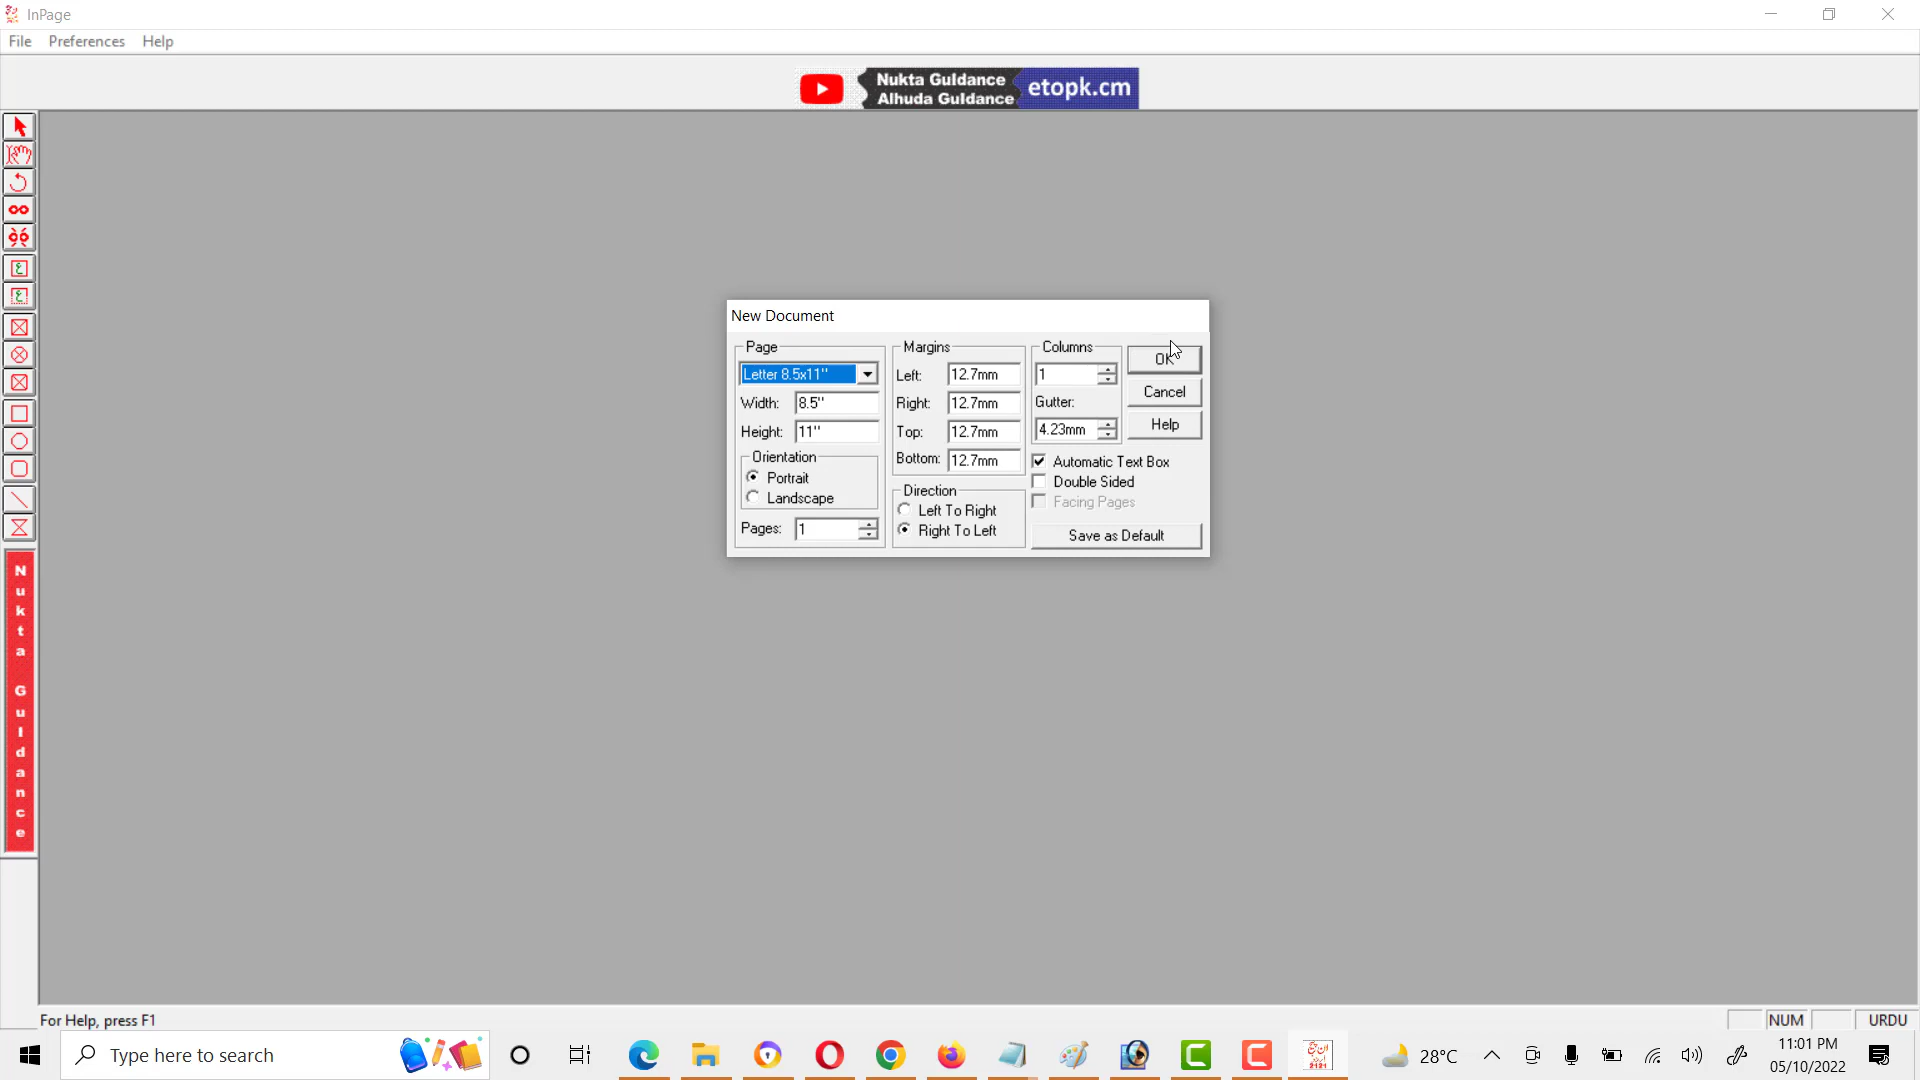 InPage
File Preferences Help
Nukta Guldance
Alhuda Guldance
etopk.cm
New Document
Page
Letter 8.5x11"
Width: 8.5"
Height: 11"
Orientation
Portrait
Landscape
Pages: 1
Margins
Left: 12.7mm
Right: 12.7mm
Top: 12.7mm
Bottom: 12.7mm
Direction
Left To Right
Right To Left
Columns
1
Gutter:
4.23mm
OK
Cancel
Help
Automatic Text Box
Double Sided
Facing Pages
Save as Default
Nukta Guldance
For Help, press F1
NUM
URDU
Type here to search
28°C
11:01 PM
05/10/2022